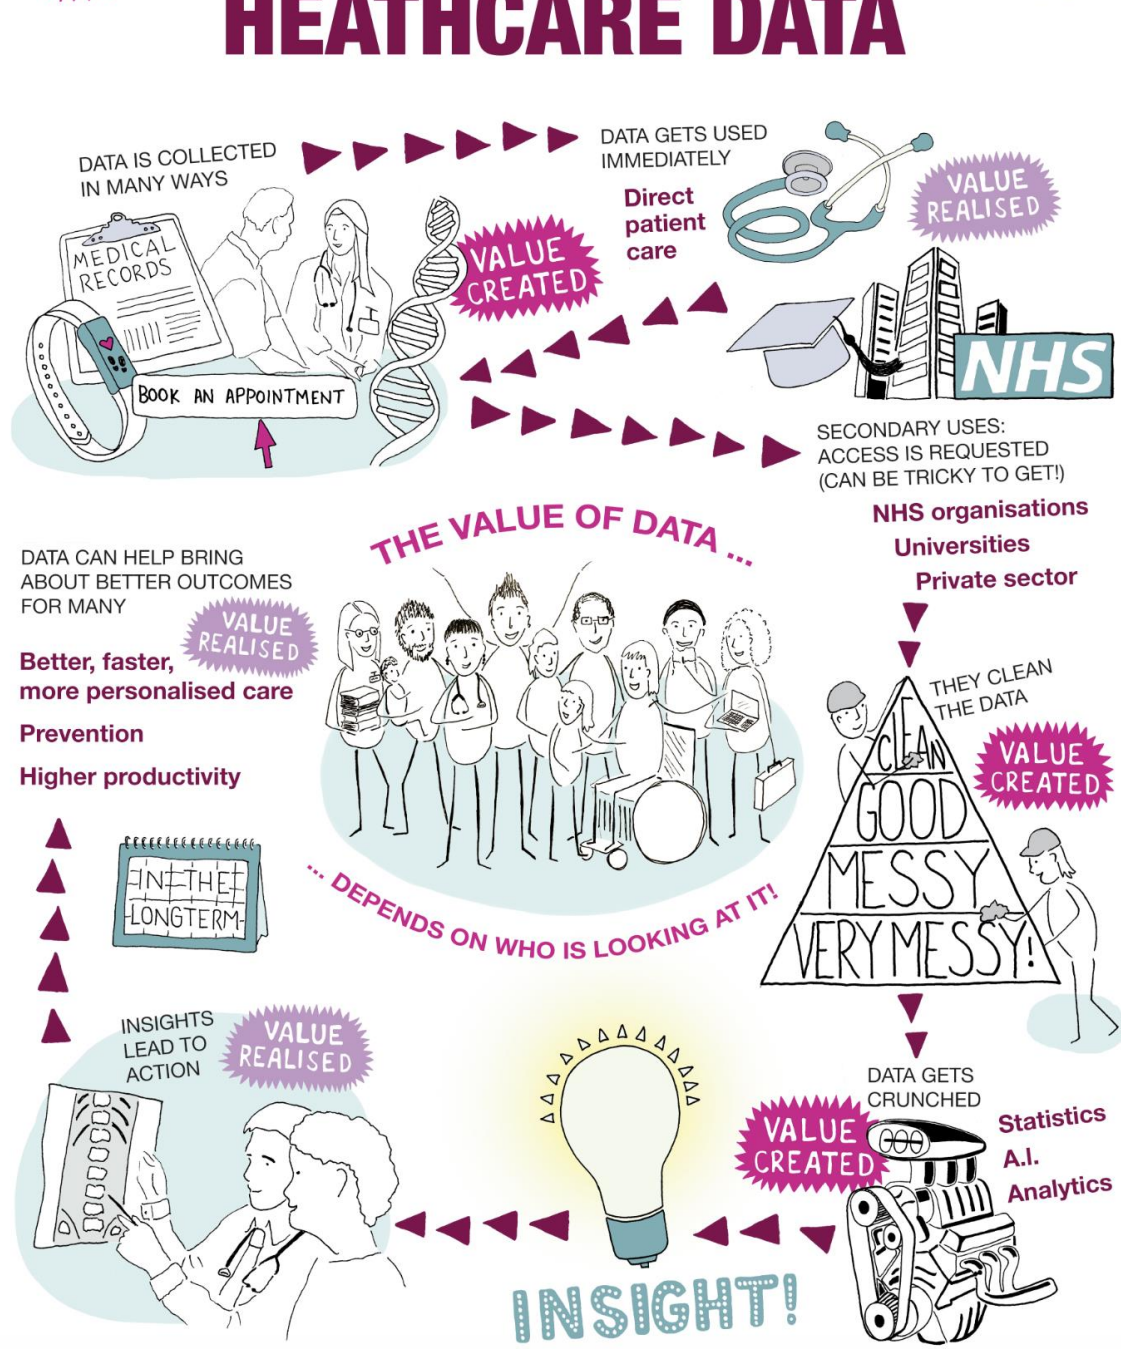 HEATHCARE DATA
DATA IS COLLECTED
IN MANY WAYS
MEDICAL
RECORDS
BOOK AN APPOINTMENT
VALUE
CREATED
DATA GETS USED
IMMEDIATELY
Direct
patient
care
VALUE
REALISED
NHS
SECONDARY USES:
ACCESS IS REQUESTED
(CAN BE TRICKY TO GET!)
NHS organisations
Universities
Private sector
THEY CLEAN
THE DATA
CLEAN
GOOD
MESSY
VERY MESSY!
VALUE
CREATED
DATA GETS
CRUNCHED
Statistics
A.I.
Analytics
VALUE
CREATED
INSIGHT!
INSIGHTS
LEAD TO
ACTION
VALUE
REALISED
IN THE
LONGTERM
DATA CAN HELP BRING
ABOUT BETTER OUTCOMES
FOR MANY
VALUE
REALISED
Better, faster,
more personalised care
Prevention
Higher productivity
THE VALUE OF DATA ...
... DEPENDS ON WHO IS LOOKING AT IT!